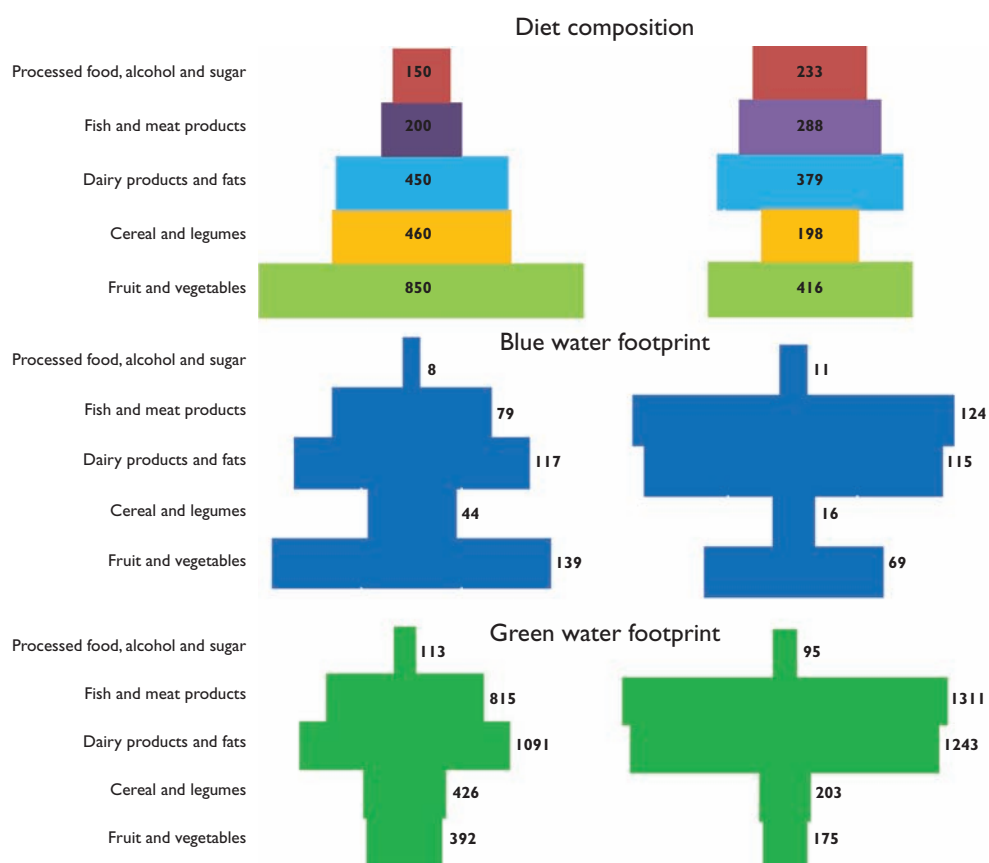 Diet composition
Processed food, alcohol and sugar 150 233
Fish and meat products 200 288
Dairy products and fats 450 379
Cereal and legumes 460 198
Fruit and vegetables 850 416
Blue water footprint
Processed food, alcohol and sugar 8 11
Fish and meat products 79 124
Dairy products and fats 117 115
Cereal and legumes 44 16
Fruit and vegetables 139 69
Green water footprint
Processed food, alcohol and sugar 113 95
Fish and meat products 815 1311
Dairy products and fats 1091 1243
Cereal and legumes 426 203
Fruit and vegetables 392 175